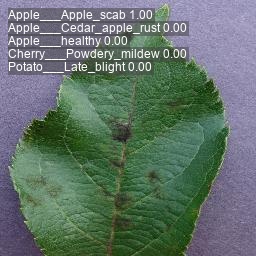 Apple___Apple_scab 1.00
Apple___Cedar_apple_rust 0.00
Apple___healthy 0.00
Cherry___Powdery_mildew 0.00
Potato___Late_blight 0.00